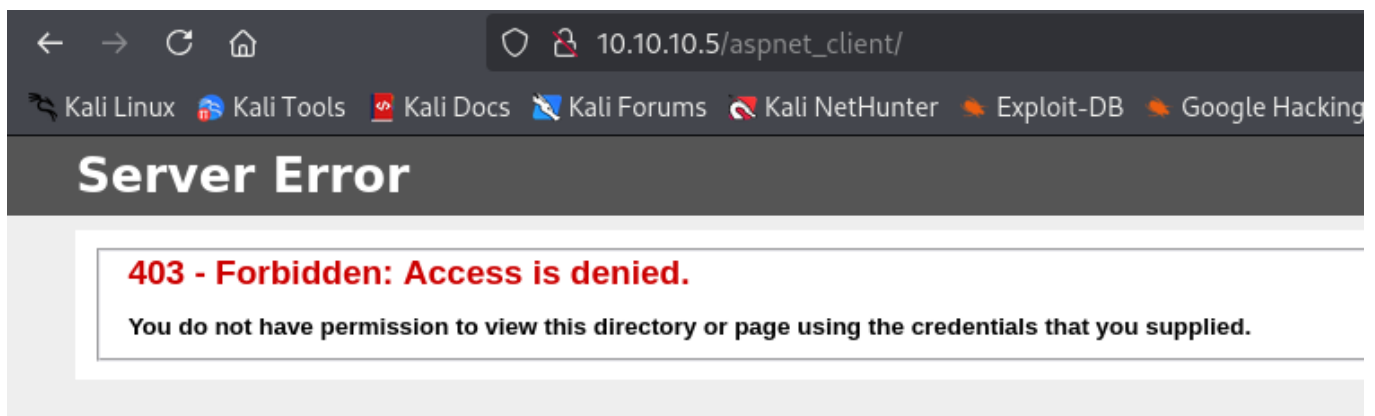 10.10.10.5/aspnet_client/
Kali Linux Kali Tools Kali Docs Kali Forums Kali NetHunter Exploit-DB Google Hacking
Server Error
403 - Forbidden: Access is denied.
You do not have permission to view this directory or page using the credentials that you supplied.